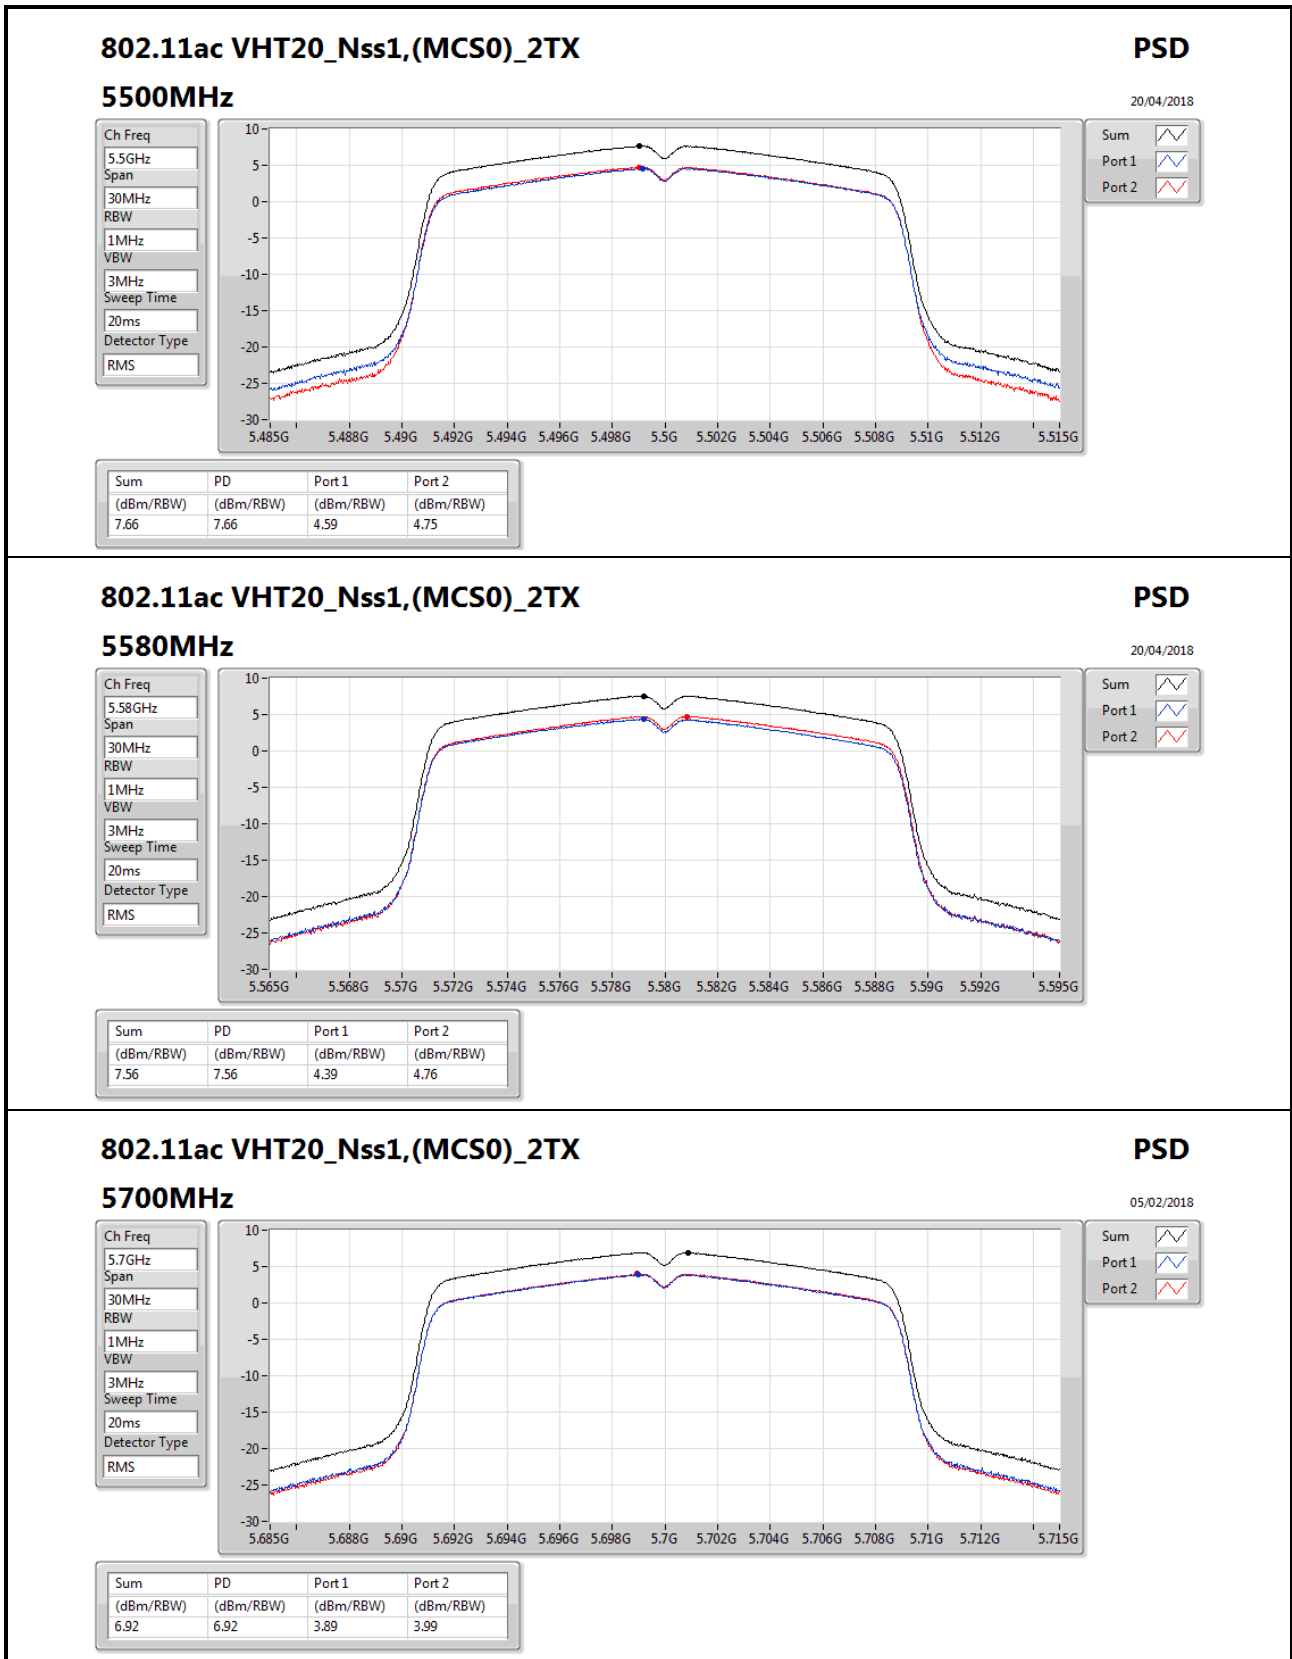 802.11ac VHT20_Nss1,(MCS0)_2TX PSD
5500MHz 20/04/2018
Ch Freq
5.5GHz
Span
30MHz
RBW
1MHz
VBW
3MHz
Sweep Time
20ms
Detector Type
RMS
10
5
0
-5
-10
-15
-20
-25
-30
5.485G 5.488G 5.49G 5.492G 5.494G 5.496G 5.498G 5.5G 5.502G 5.504G 5.506G 5.508G 5.51G 5.512G 5.515G
Sum
Port 1
Port 2
Sum PD Port 1 Port 2
(dBm/RBW) (dBm/RBW) (dBm/RBW) (dBm/RBW)
7.66 7.66 4.59 4.75
802.11ac VHT20_Nss1,(MCS0)_2TX PSD
5580MHz 20/04/2018
Ch Freq
5.58GHz
Span
30MHz
RBW
1MHz
VBW
3MHz
Sweep Time
20ms
Detector Type
RMS
10
5
0
-5
-10
-15
-20
-25
-30
5.565G 5.568G 5.57G 5.572G 5.574G 5.576G 5.578G 5.58G 5.582G 5.584G 5.586G 5.588G 5.59G 5.592G 5.595G
Sum
Port 1
Port 2
Sum PD Port 1 Port 2
(dBm/RBW) (dBm/RBW) (dBm/RBW) (dBm/RBW)
7.56 7.56 4.39 4.76
802.11ac VHT20_Nss1,(MCS0)_2TX PSD
5700MHz 05/02/2018
Ch Freq
5.7GHz
Span
30MHz
RBW
1MHz
VBW
3MHz
Sweep Time
20ms
Detector Type
RMS
10
5
0
-5
-10
-15
-20
-25
-30
5.685G 5.688G 5.69G 5.692G 5.694G 5.696G 5.698G 5.7G 5.702G 5.704G 5.706G 5.708G 5.71G 5.712G 5.715G
Sum
Port 1
Port 2
Sum PD Port 1 Port 2
(dBm/RBW) (dBm/RBW) (dBm/RBW) (dBm/RBW)
6.92 6.92 3.89 3.99